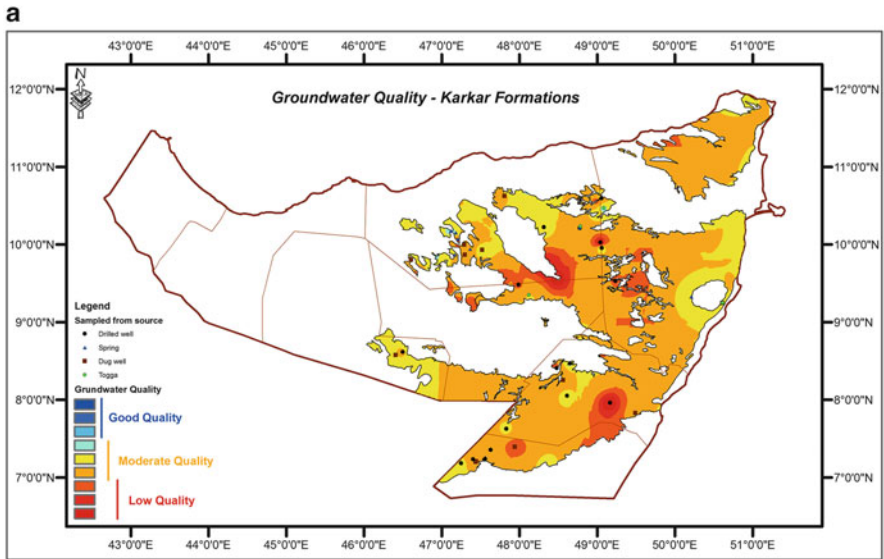 a
43°0'0"E 44°0'0"E 45°0'0"E 46°0'0"E 47°0'0"E 48°0'0"E 49°0'0"E 50°0'0"E 51°0'0"E
N
Groundwater Quality - Karkar Formations
12°0'0"N 12°0'0"N
11°0'0"N 11°0'0"N
10°0'0"N 10°0'0"N
9°0'0"N 9°0'0"N
8°0'0"N 8°0'0"N
7°0'0"N 7°0'0"N
Legend
Sampled from source
Drilled well
Spring
Dug well
Togga
Grundwater Quality
Good Quality
Moderate Quality
Low Quality
43°0'0"E 44°0'0"E 45°0'0"E 46°0'0"E 47°0'0"E 48°0'0"E 49°0'0"E 50°0'0"E 51°0'0"E